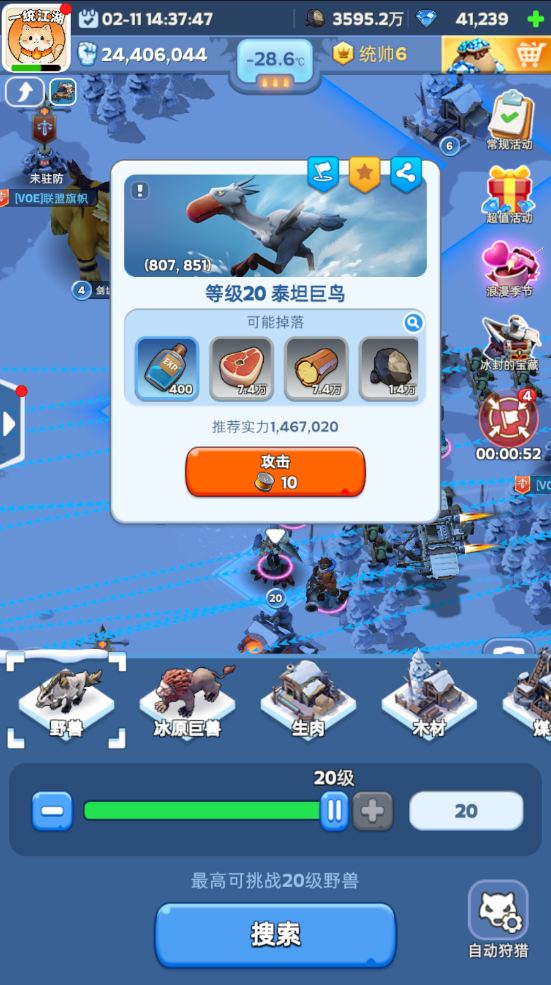 一统江湖
02-11 14:37:47
3595.2万
41,239
24,406,044
-28.6℃
统帅6
6
常规活动
未驻防
[VOE]联盟旗帜
超值活动
4
(807, 851)
浪漫季节
等级20 泰坦巨鸟
可能掉落
冰封的宝藏
EXP
400
7.4万
7.4万
1.4万
4
推荐实力1,467,020
00:00:52
攻击
10
20
野兽
冰原巨兽
生肉
木材
煤
20级
20
最高可挑战20级野兽
搜索
自动狩猎